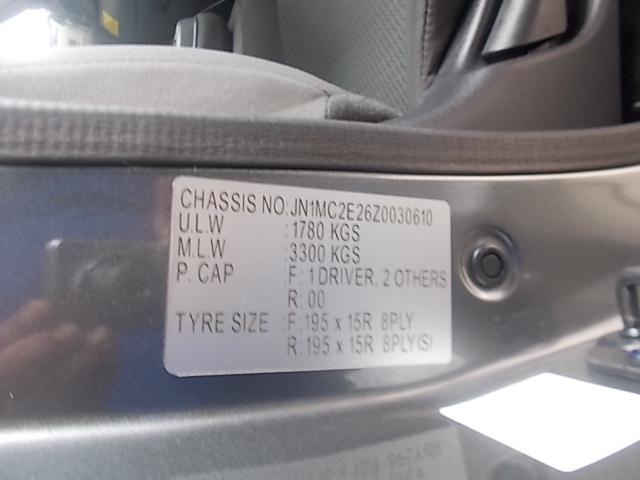 CHASSIS NO:JN1MC2E26Z0030610
U.L.W :1780 KGS
M.L.W :3300 KGS
P. CAP :F: 1 DRIVER, 2 OTHERS
R: 00
TYRE SIZE :F:195 x 15R 8PLY
R:195 x 15R 8PLY(S)